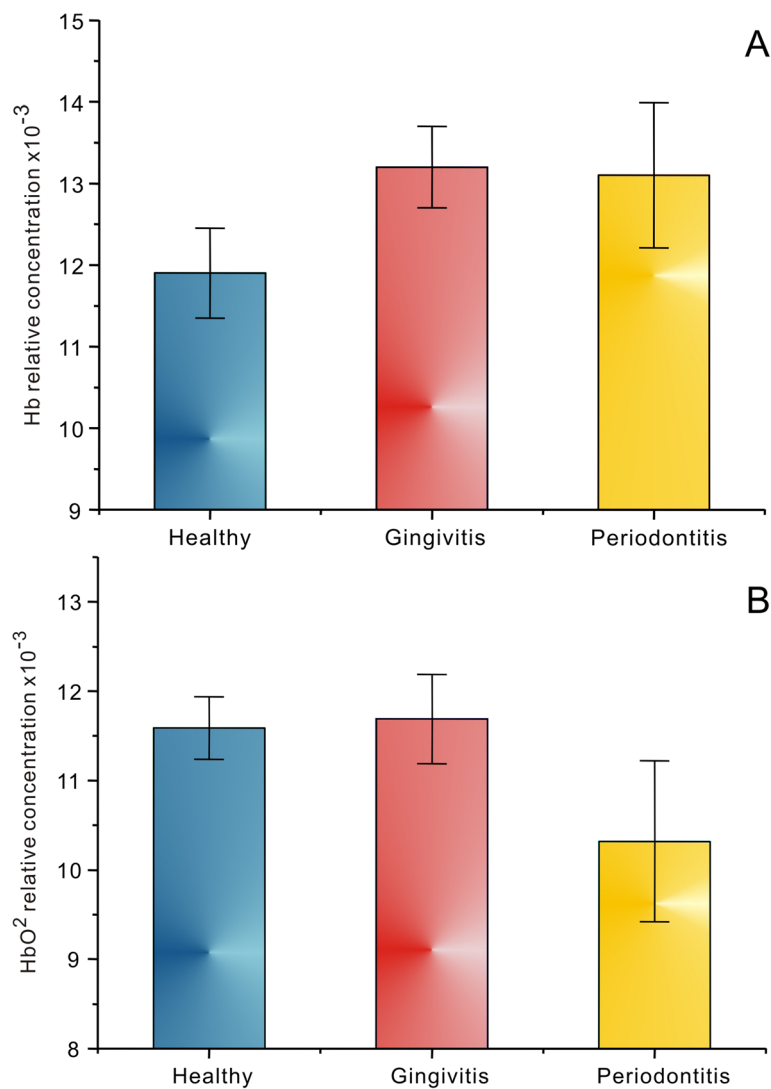 A
Hb relative concentration x10-3
15
14
13
12
11
10
9
Healthy Gingivitis Periodontitis
B
HbO2 relative concentration x10-3
13
12
11
10
9
8
Healthy Gingivitis Periodontitis